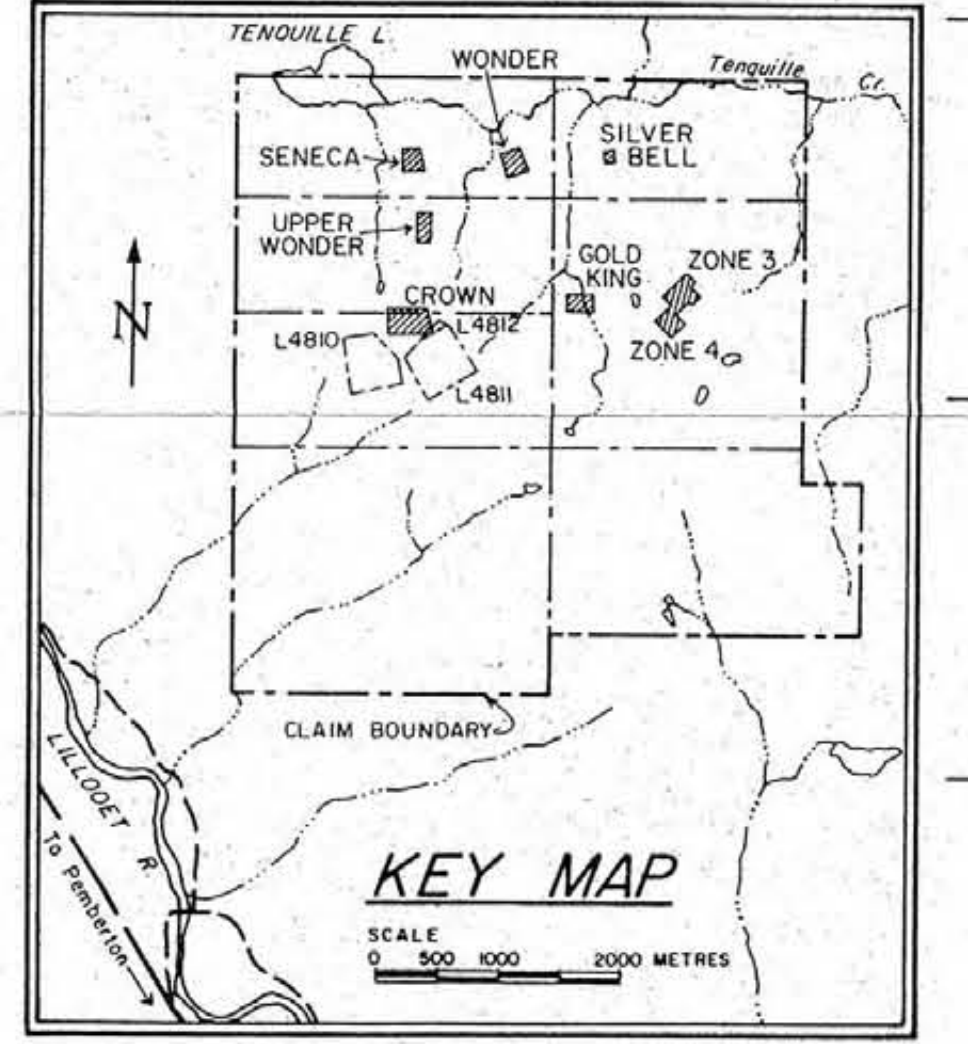 TENQUILLE L.
WONDER
Tenquille Cr.
SENECA
SILVER
BELL
UPPER
WONDER
GOLD
KING
ZONE 3
CROWN
L4812
L4810
ZONE 4
L4811
N
CLAIM BOUNDARY
LILLOOET R.
To Pemberton
KEY MAP
SCALE
0 500 1000 2000 METRES